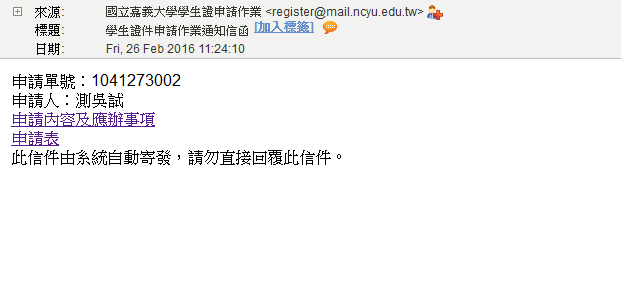 來源: 國立嘉義大學學生證申請作業 <register@mail.ncyu.edu.tw>
標題: 學生證件申請作業通知信函 [加入標籤]
日期: Fri, 26 Feb 2016 11:24:10
申請單號：1041273002
申請人：測吳試
申請內容及應辦事項
申請表
此信件由系統自動寄發，請勿直接回覆此信件。